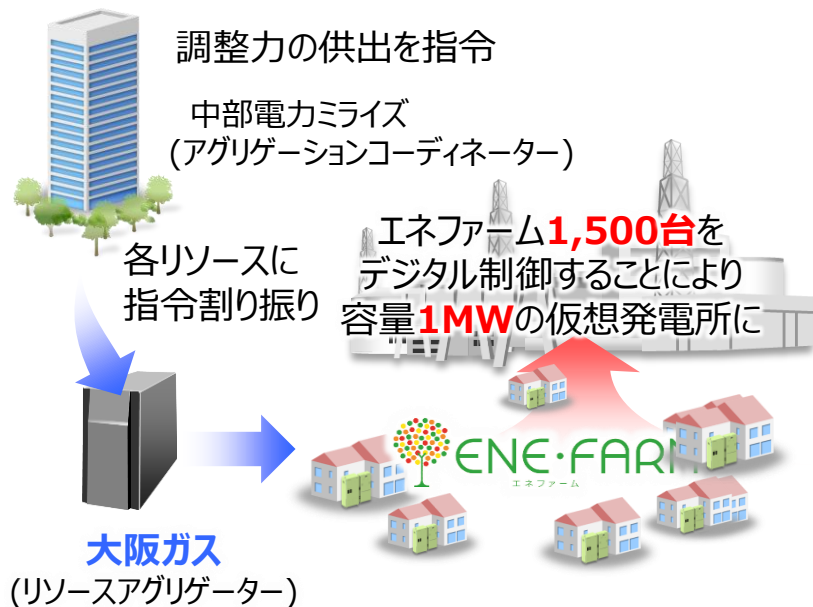 調整力の供出を指令
中部電力ミライズ
(アグリゲーションコーディネーター)
各リソースに
指令割り振り
エネファーム1,500台を
デジタル制御することにより
容量1MWの仮想発電所に
ENE・FARM
エネファーム
大阪ガス
(リソースアグリゲーター)